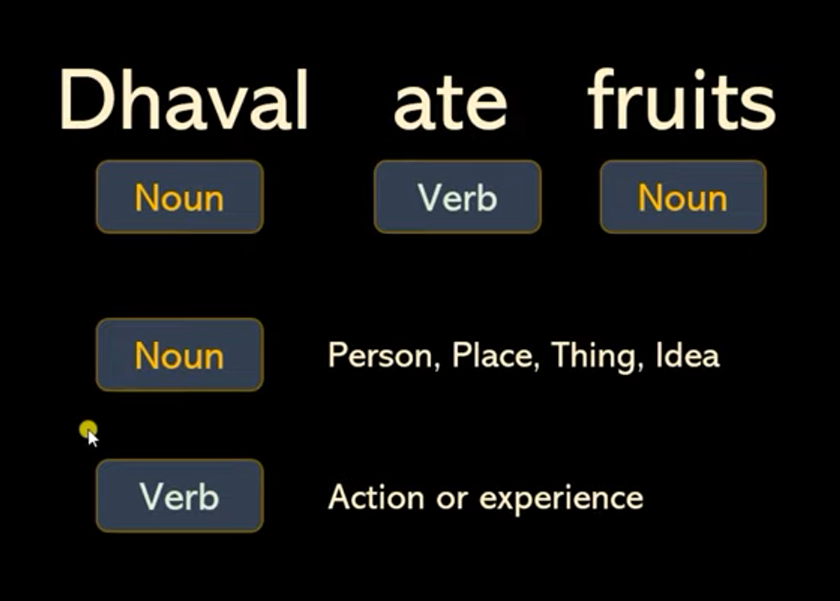 Dhaval ate fruits
Noun Verb Noun
Noun Person, Place, Thing, Idea
Verb Action or experience